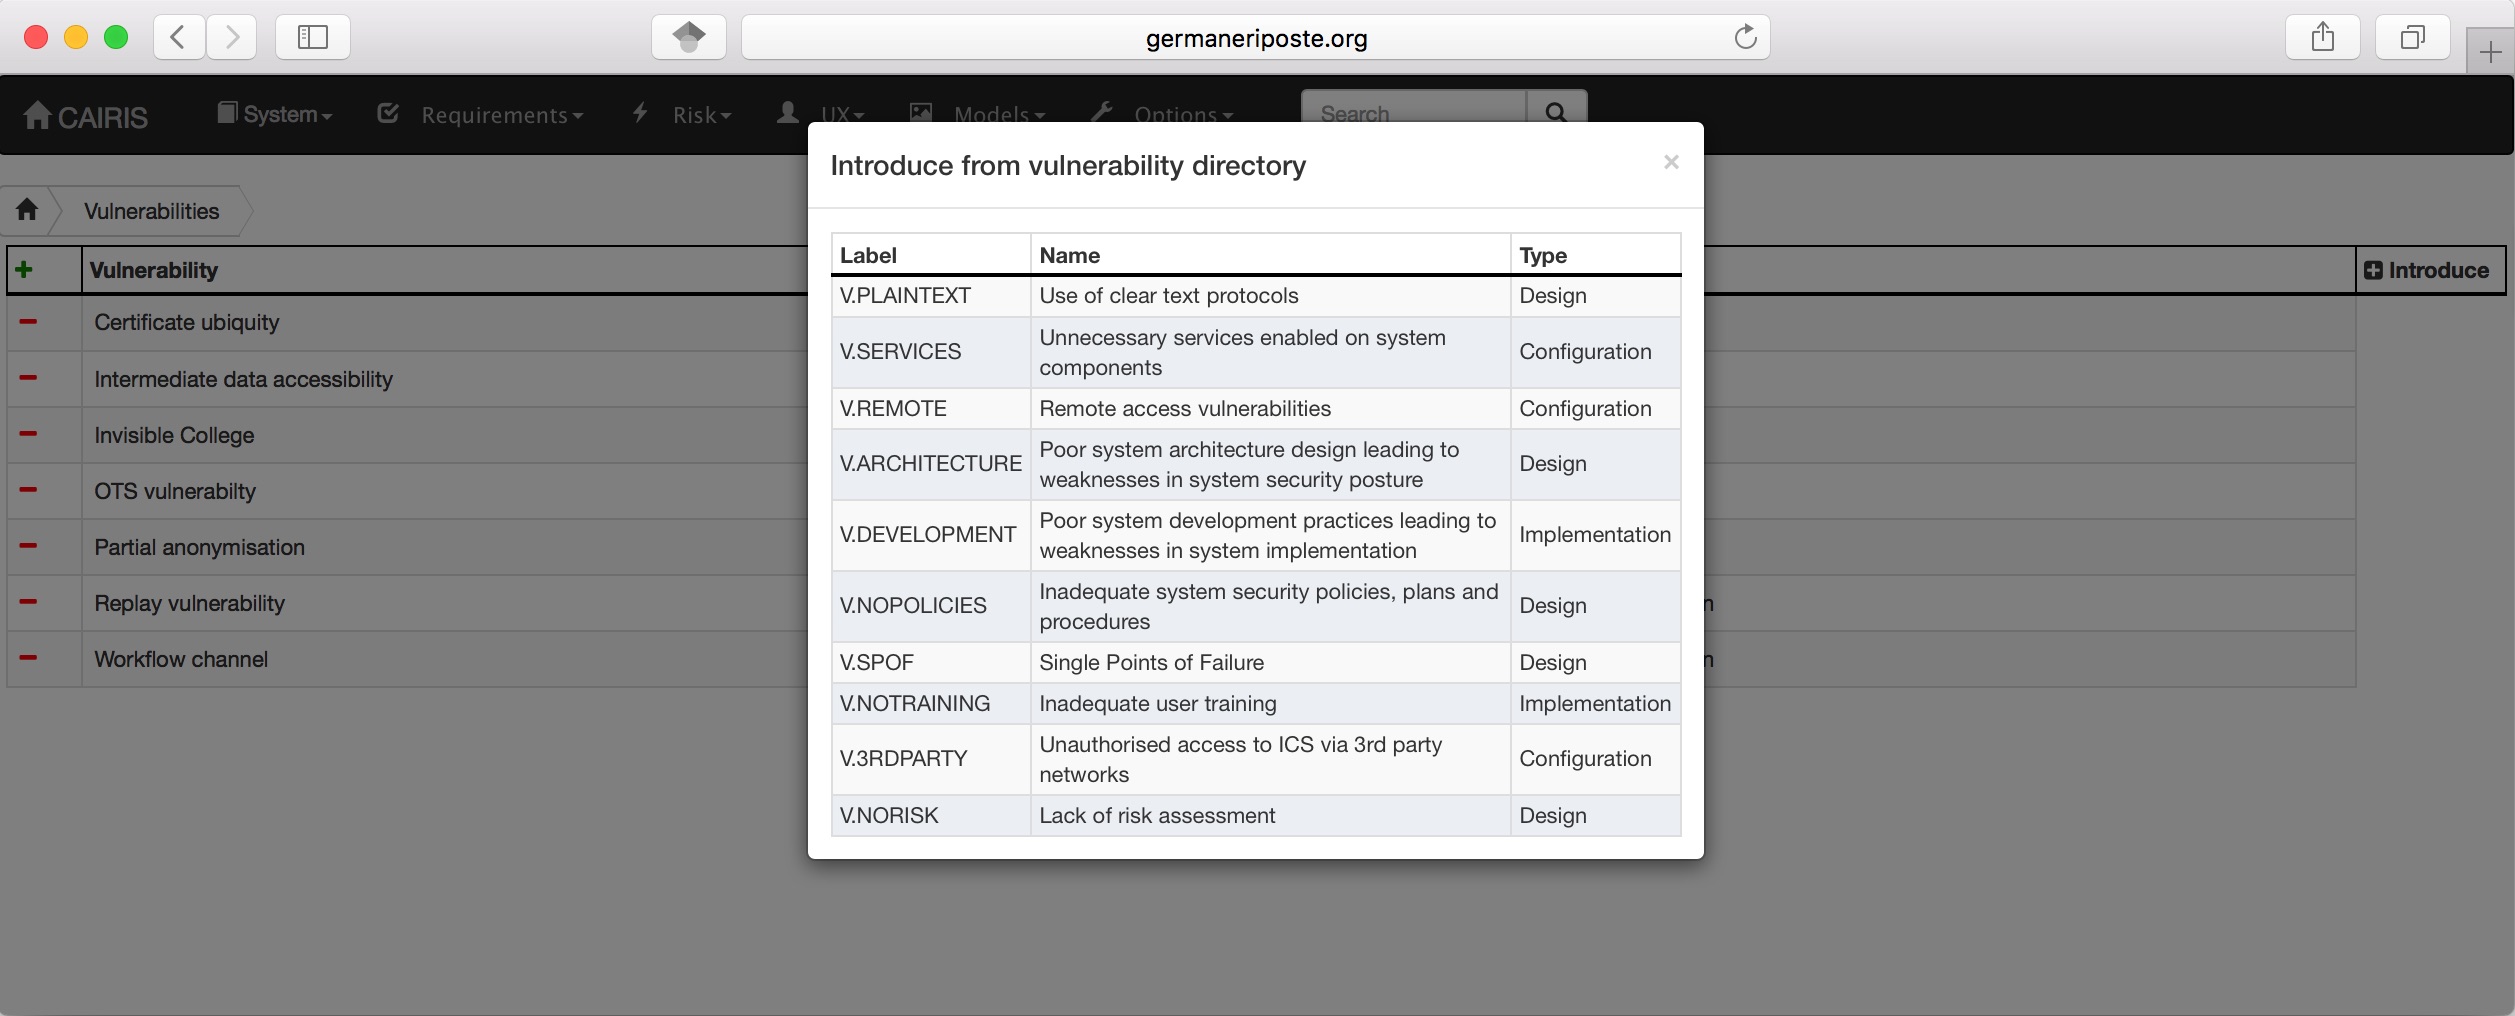 germaneriposte.org
CAIRIS System Requirements Risk UX Models Options Search
Introduce from vulnerability directory ×
Vulnerabilities
Vulnerability Introduce
Certificate ubiquity
Intermediate data accessibility
Invisible College
OTS vulnerabilty
Partial anonymisation
Replay vulnerability n
Workflow channel n
Label Name Type
V.PLAINTEXT Use of clear text protocols Design
V.SERVICES Unnecessary services enabled on system
components Configuration
V.REMOTE Remote access vulnerabilities Configuration
V.ARCHITECTURE Poor system architecture design leading to
weaknesses in system security posture Design
V.DEVELOPMENT Poor system development practices leading to
weaknesses in system implementation Implementation
V.NOPOLICIES Inadequate system security policies, plans and
procedures Design
V.SPOF Single Points of Failure Design
V.NOTRAINING Inadequate user training Implementation
V.3RDPARTY Unauthorised access to ICS via 3rd party
networks Configuration
V.NORISK Lack of risk assessment Design